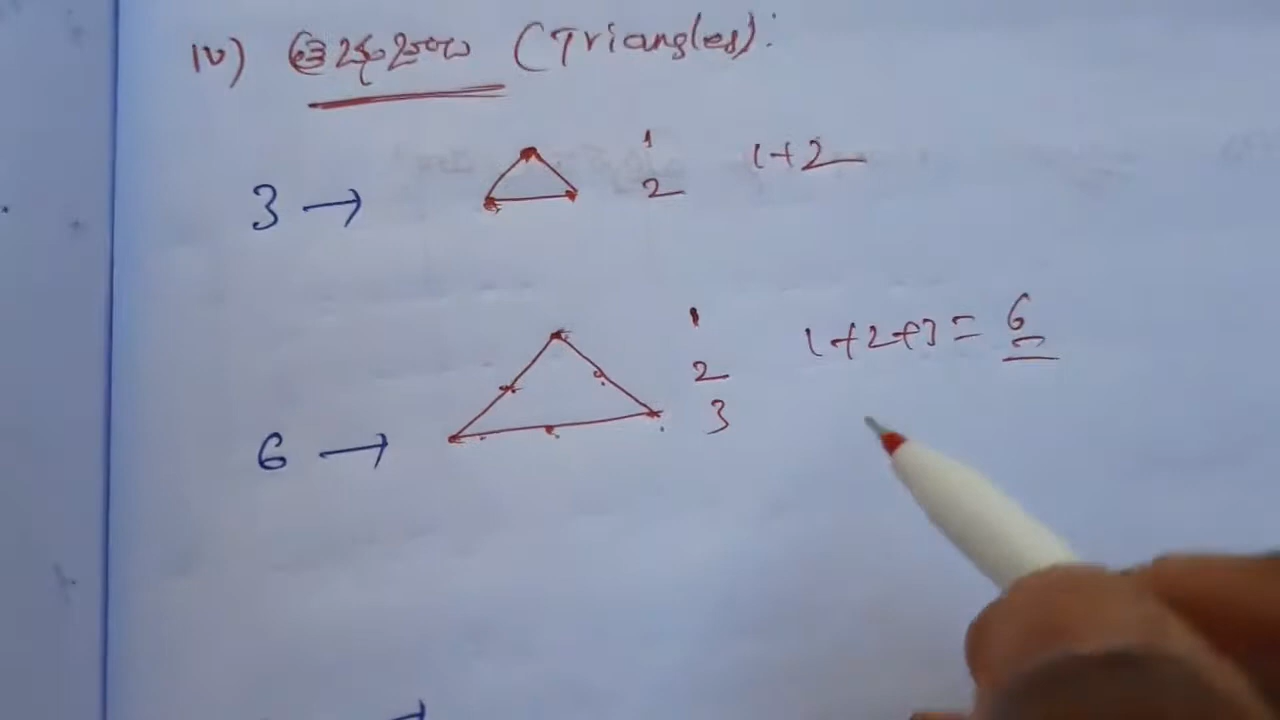 IV) (Triangles):
3 → 1 1+2
2
1 1+2+3 = 6
2
6 → 3